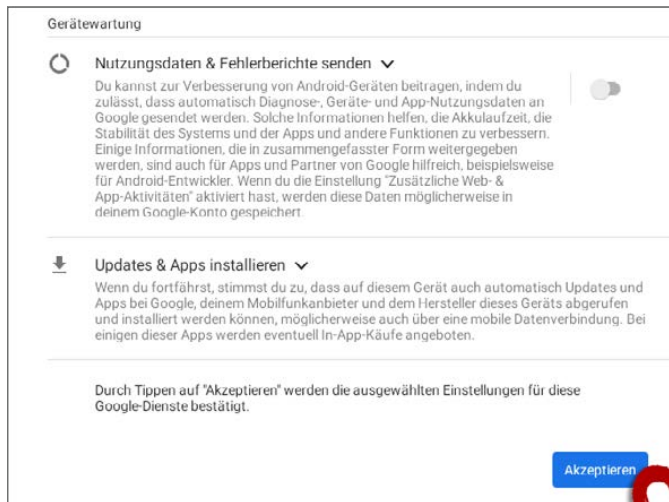 Gerätewartung
Nutzungsdaten & Fehlerberichte senden
Du kannst zur Verbesserung von Android-Geräten beitragen, indem du
zulässt, dass automatisch Diagnose-, Geräte- und App-Nutzungsdaten an
Google gesendet werden. Solche Informationen helfen, die Akkulaufzeit, die
Stabilität des Systems und der Apps und andere Funktionen zu verbessern.
Einige Informationen, die in zusammengefasster Form weitergegeben
werden, sind auch für Apps und Partner von Google hilfreich, beispielsweise
für Android-Entwickler. Wenn du die Einstellung "Zusätzliche Web- &
App-Aktivitäten" aktiviert hast, werden diese Daten möglicherweise in
deinem Google-Konto gespeichert.
Updates & Apps installieren
Wenn du fortfährst, stimmst du zu, dass auf diesem Gerät auch automatisch Updates und
Apps bei Google, deinem Mobilfunkanbieter und dem Hersteller dieses Geräts abgerufen
und installiert werden können, möglicherweise auch über eine mobile Datenverbindung. Bei
einigen dieser Apps werden eventuell In-App-Käufe angeboten.
Durch Tippen auf "Akzeptieren" werden die ausgewählten Einstellungen für diese
Google-Dienste bestätigt.
Akzeptieren